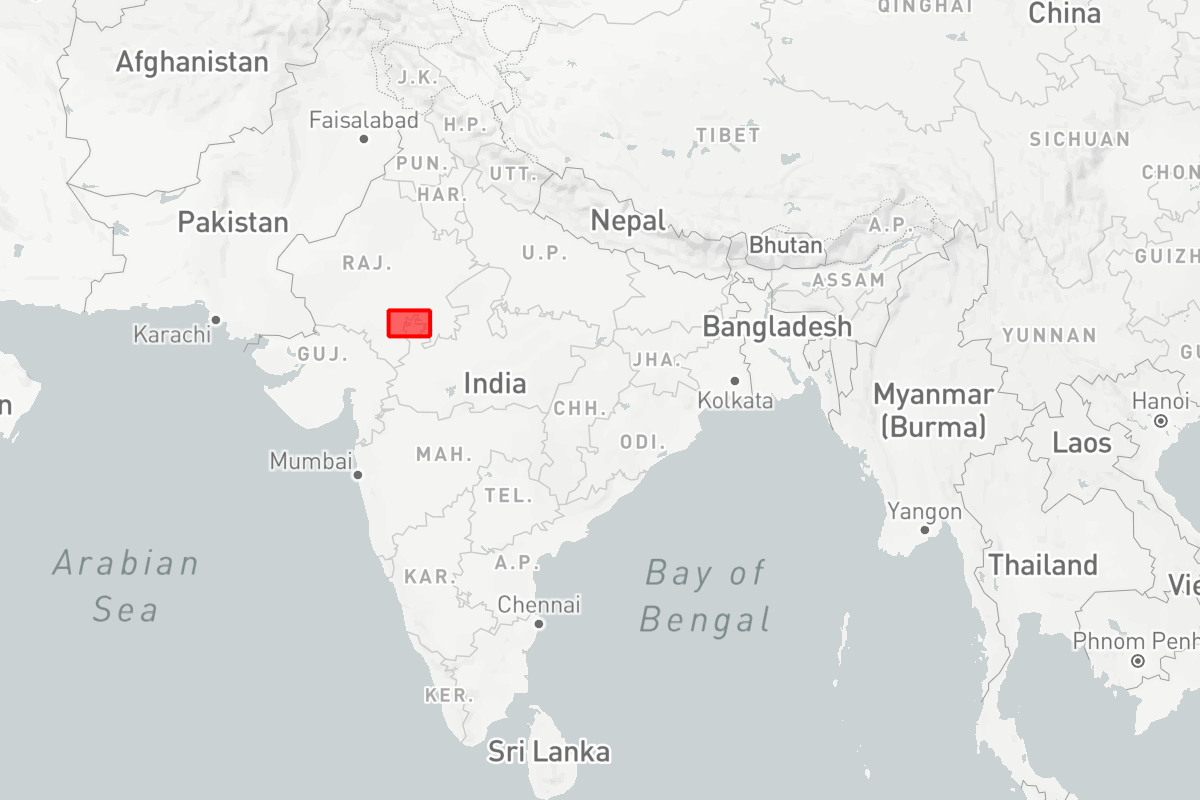 QINGHAI
China
Afghanistan
J.K.
Faisalabad
H.P.
TIBET
SICHUAN
PUN.
UTT.
CHON
HAR.
Pakistan
Nepal
A.P.
Bhutan
U.P.
GUIZH
RAJ.
ASSAM
Karachi
Bangladesh
YUNNAN
GUJ.
JHA.
GU
India
Kolkata
Myanmar
(Burma)
Hanoi
n
CHH.
ODI.
Laos
Mumbai
MAH.
TEL.
Yangon
Arabian
Sea
A.P.
Bay of
Bengal
Thailand
KAR.
Vie
Chennai
Phnom Penh
KER.
Sri Lanka